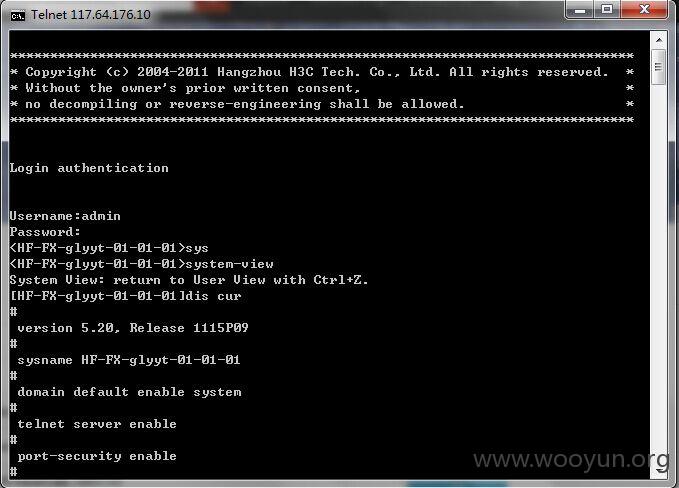 Telnet 117.64.176.10
******************************************************************************
* Copyright (c) 2004-2011 Hangzhou H3C Tech. Co., Ltd. All rights reserved.  *
* Without the owner's prior written consent,                                 *
* no decompiling or reverse-engineering shall be allowed.                    *
******************************************************************************
Login authentication
Username:admin
Password:
<HF-FX-glyyt-01-01-01>sys
<HF-FX-glyyt-01-01-01>system-view
System View: return to User View with Ctrl+Z.
[HF-FX-glyyt-01-01-01]dis cur
#
version 5.20, Release 1115P09
#
sysname HF-FX-glyyt-01-01-01
#
domain default enable system
#
telnet server enable
#
port-security enable
#
www.wooyun.org